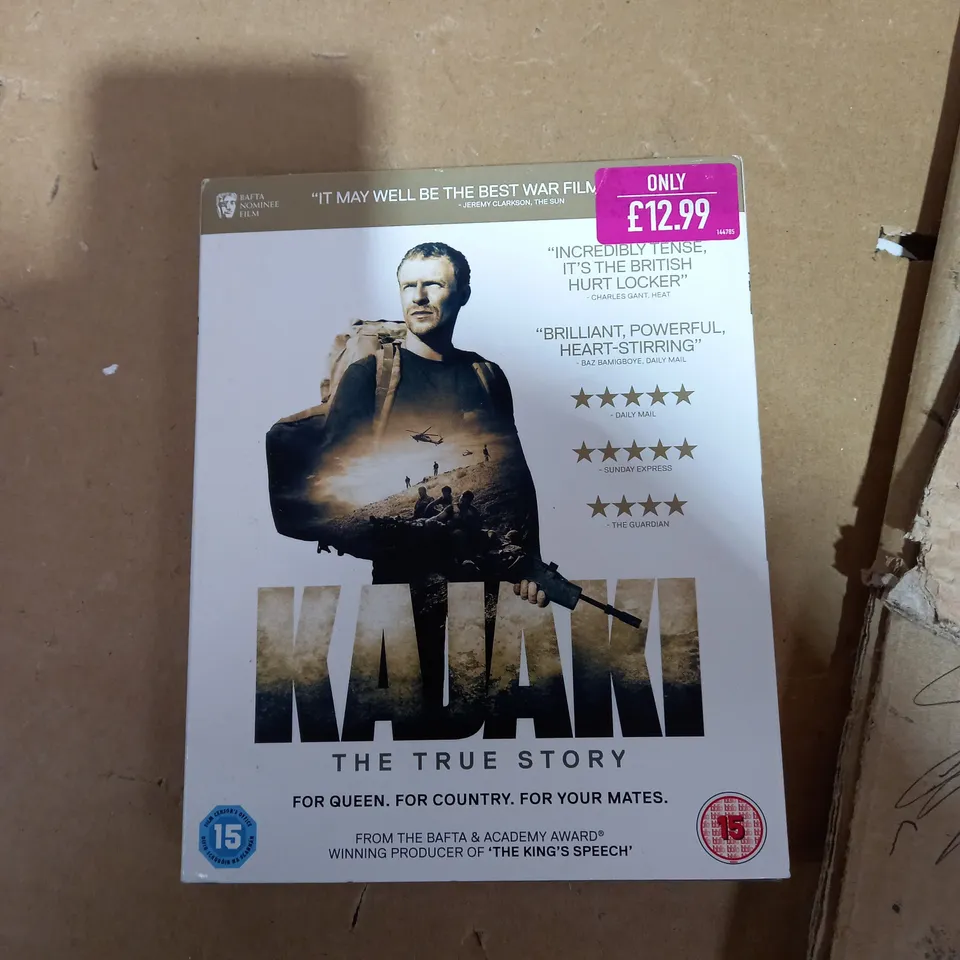 BAFTA
NOMINEE
FILM
"IT MAY WELL BE THE BEST WAR FILM
- JEREMY CLARKSON, THE SUN
ONLY
£12.99
144785
"INCREDIBLY TENSE,
IT'S THE BRITISH
HURT LOCKER"
- CHARLES GANT, HEAT
"BRILLIANT, POWERFUL,
HEART-STIRRING"
- BAZ BAMIGBOYE, DAILY MAIL
- DAILY MAIL
- SUNDAY EXPRESS
- THE GUARDIAN
KAJAKI
THE TRUE STORY
FOR QUEEN. FOR COUNTRY. FOR YOUR MATES.
15
15
FROM THE BAFTA & ACADEMY AWARD®
WINNING PRODUCER OF 'THE KING'S SPEECH'